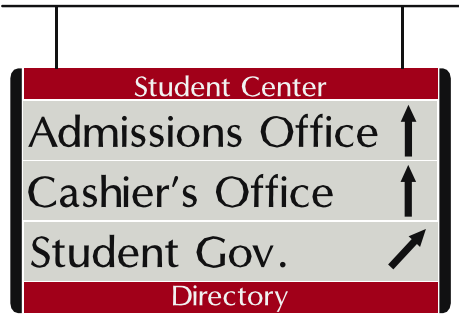 Student Center
Admissions Office
Cashier's Office
Student Gov.
Directory